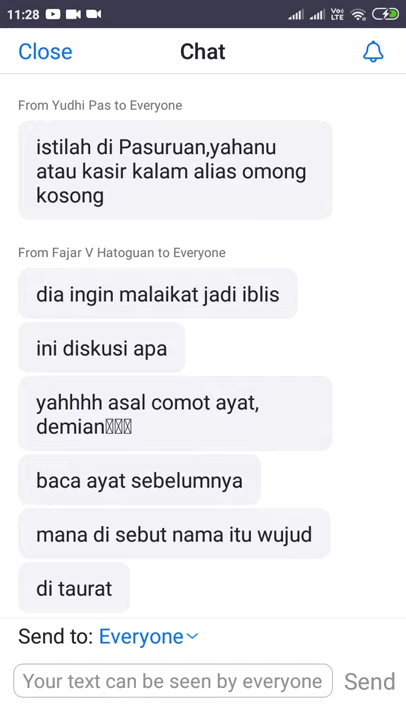 11:28
Vo) LTE
Close
Chat
From Yudhi Pas to Everyone
istilah di Pasuruan,yahanu
atau kasir kalam alias omong
kosong
From Fajar V Hatoguan to Everyone
dia ingin malaikat jadi iblis
ini diskusi apa
yahhhh asal comot ayat,
demian
baca ayat sebelumnya
mana di sebut nama itu wujud
di taurat
Send to: Everyone
Your text can be seen by everyone
Send